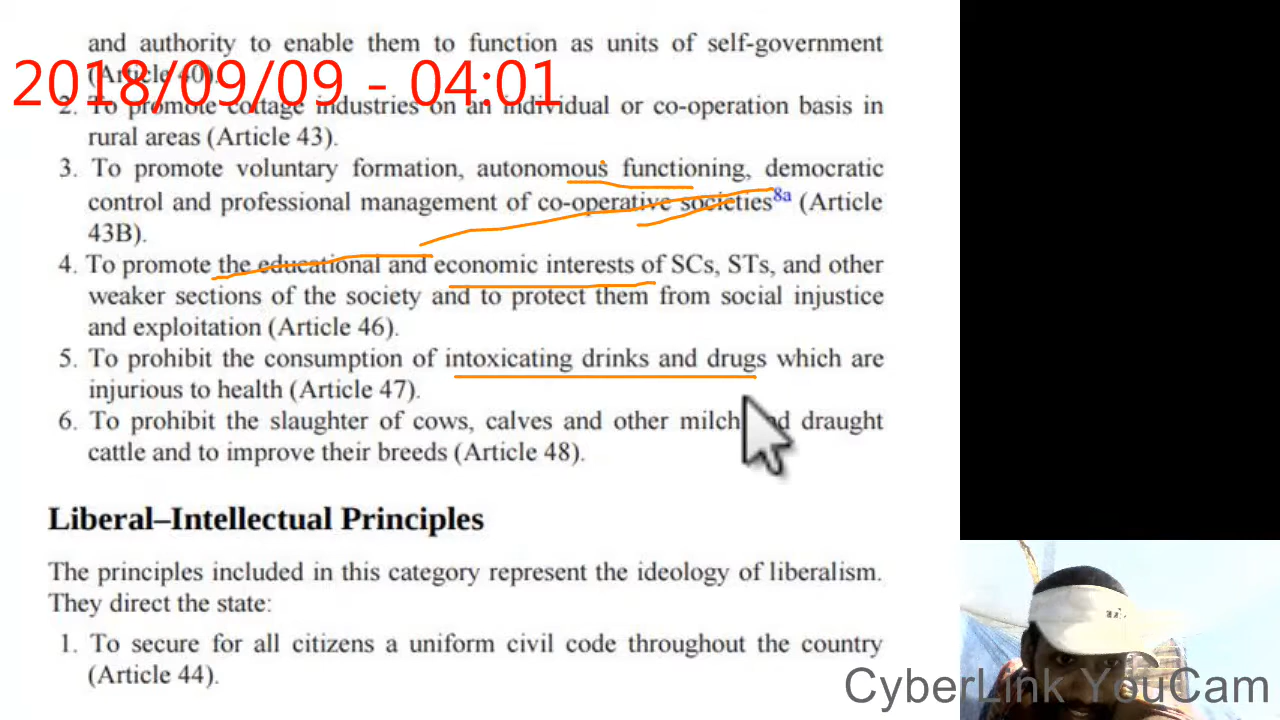 and authority to enable them to function as units of self-government
(Article 40).
2018/09/09 - 04:01
2. To promote cottage industries on an individual or co-operation basis in
rural areas (Article 43).
3. To promote voluntary formation, autonomous functioning, democratic
control and professional management of co-operative societies8a (Article
43B).
4. To promote the educational and economic interests of SCs, STs, and other
weaker sections of the society and to protect them from social injustice
and exploitation (Article 46).
5. To prohibit the consumption of intoxicating drinks and drugs which are
injurious to health (Article 47).
6. To prohibit the slaughter of cows, calves and other milch and draught
cattle and to improve their breeds (Article 48).
Liberal–Intellectual Principles
The principles included in this category represent the ideology of liberalism.
They direct the state:
1. To secure for all citizens a uniform civil code throughout the country
(Article 44).
CyberLink YouCam